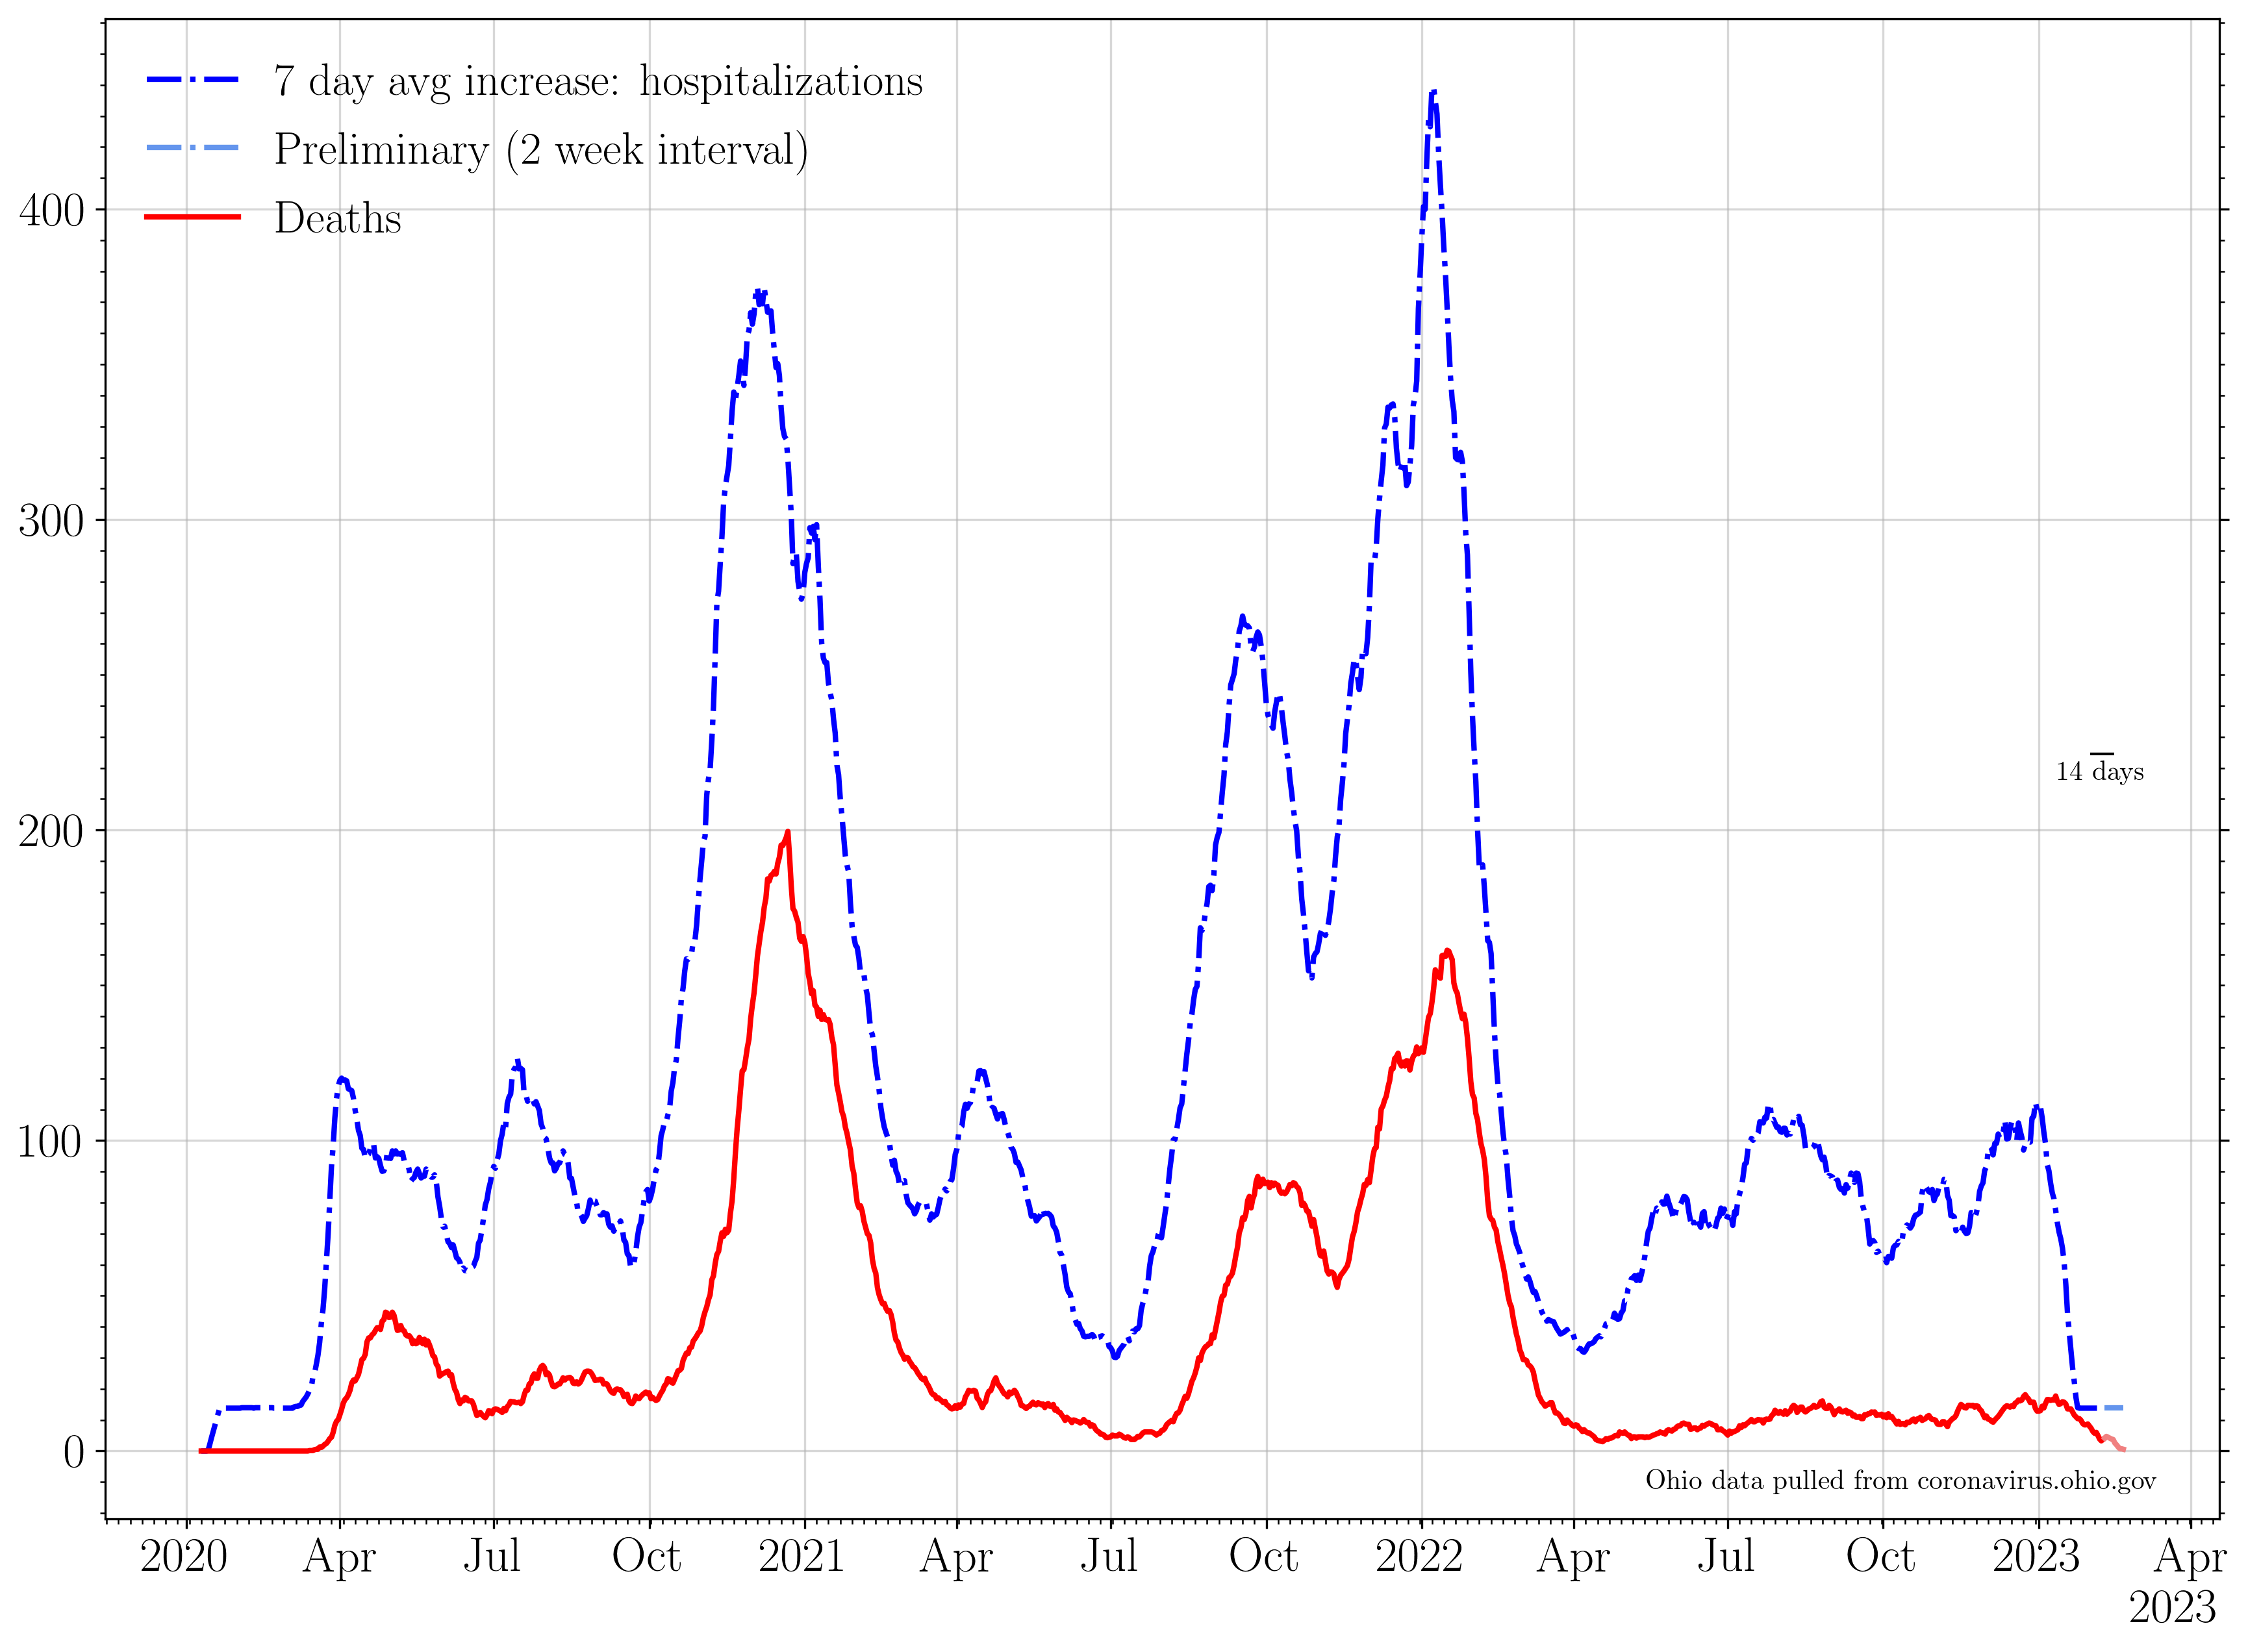 7 day avg increase: hospitalizations
Preliminary (2 week interval)
Deaths
400
300
200
100
0
14 days
Ohio data pulled from coronavirus.ohio.gov
2020 Apr Jul Oct 2021 Apr Jul Oct 2022 Apr Jul Oct 2023 Apr
2023